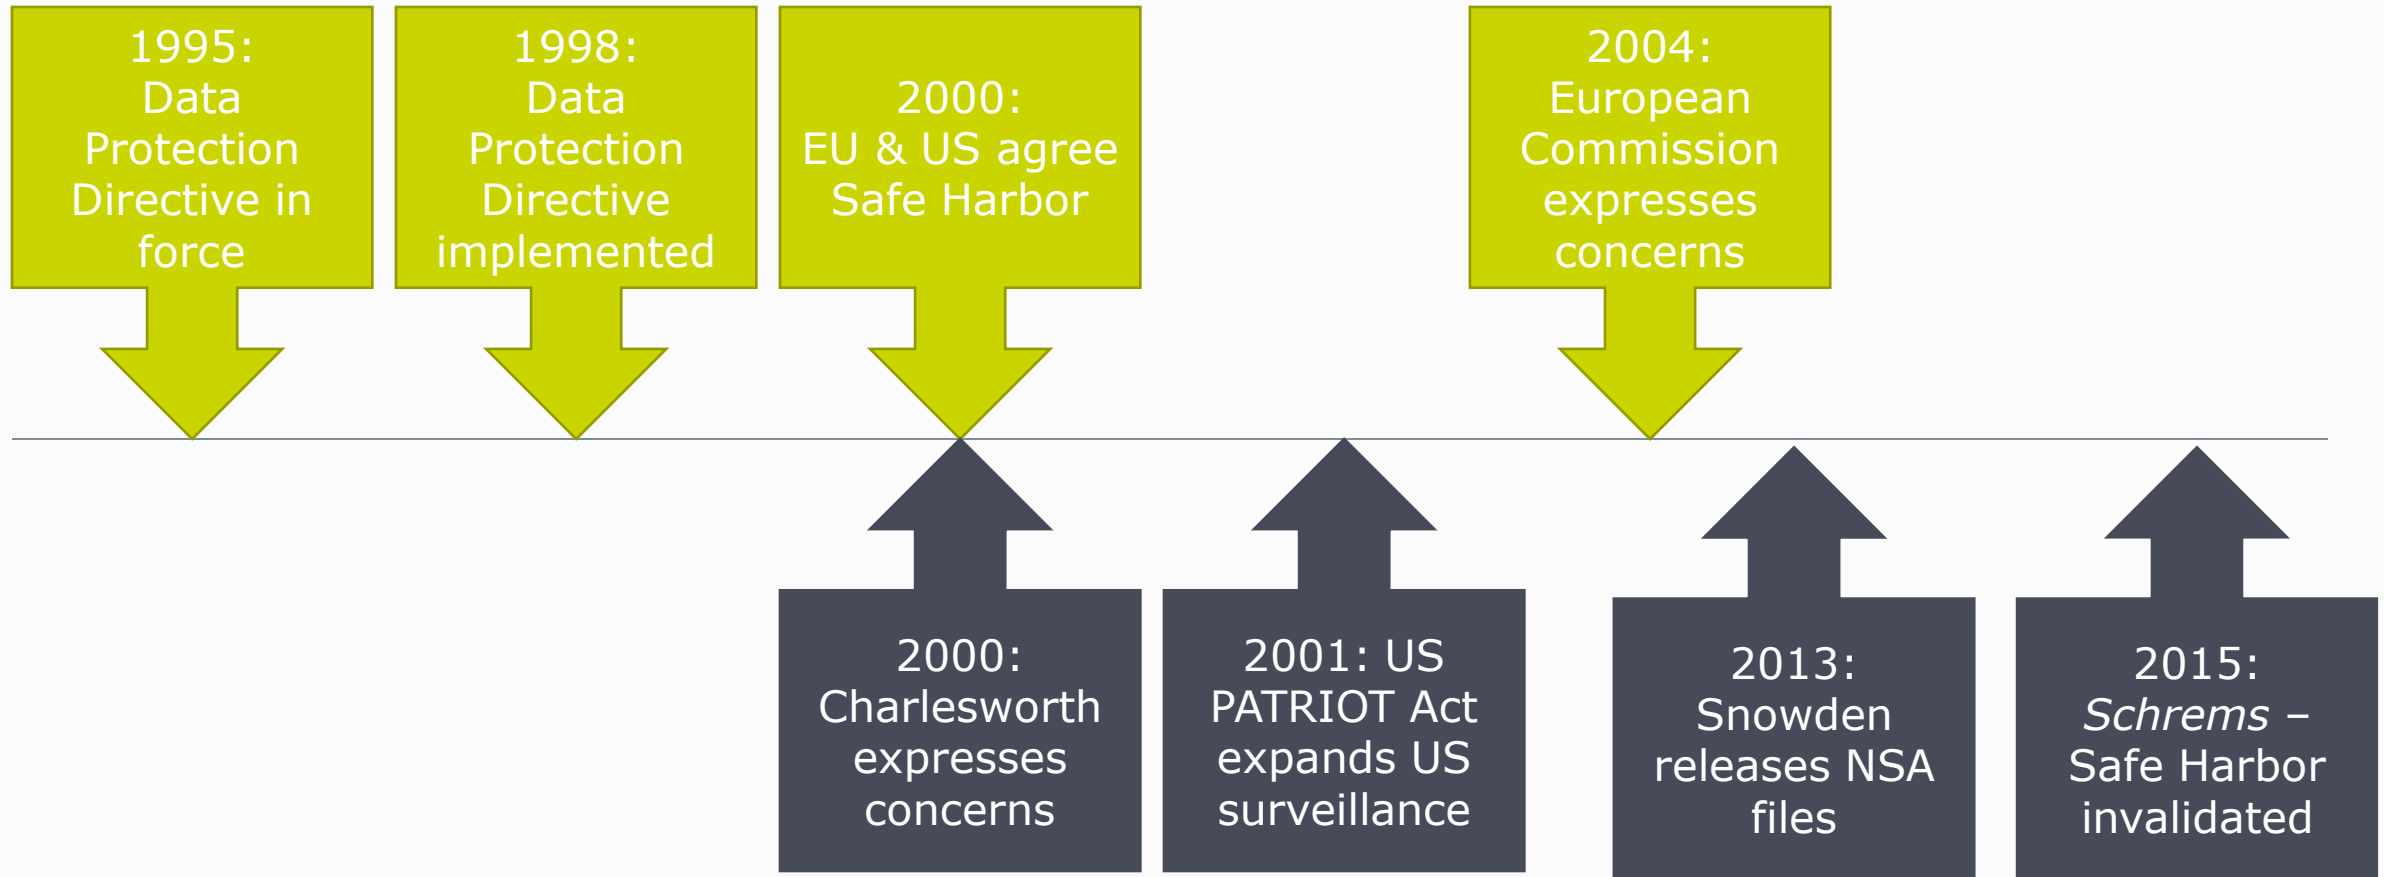 1995:
Data
Protection
Directive in
force
1998:
Data
Protection
Directive
implemented
2000:
EU & US agree
Safe Harbor
2004:
European
Commission
expresses
concerns
2000:
Charlesworth
expresses
concerns
2001: US
PATRIOT Act
expands US
surveillance
2013:
Snowden
releases NSA
files
2015:
Schrems –
Safe Harbor
invalidated